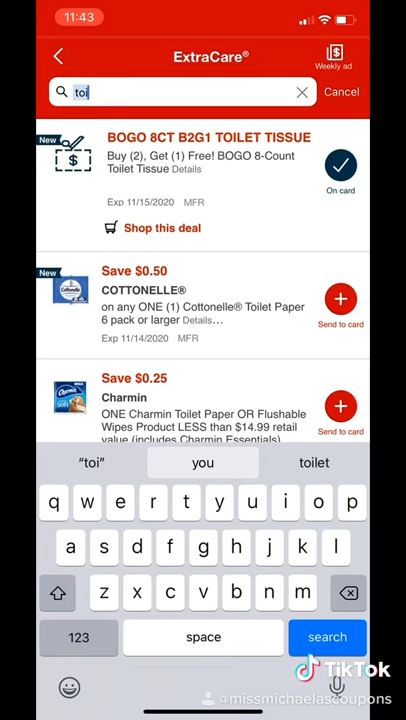 11:43
ExtraCare®
Weekly ad
toi
Cancel
New
BOGO 8CT B2G1 TOILET TISSUE
Buy (2), Get (1) Free! BOGO 8-Count
Toilet Tissue Details
On card
Exp 11/15/2020 MFR
Shop this deal
New
Save $0.50
COTTONELLE®
on any ONE (1) Cottonelle® Toilet Paper
6 pack or larger Details...
Send to card
Exp 11/14/2020 MFR
Cottonelle
Save $0.25
Charmin
Charmin
ONE Charmin Toilet Paper OR Flushable
Wipes Product LESS than $14.99 retail
value (includes Charmin Essentials)
Send to card
"toi" you toilet
q w e r t y u i o p
a s d f g h j k l
z x c v b n m
123 space search
TikTok
@missmichaelascoupons